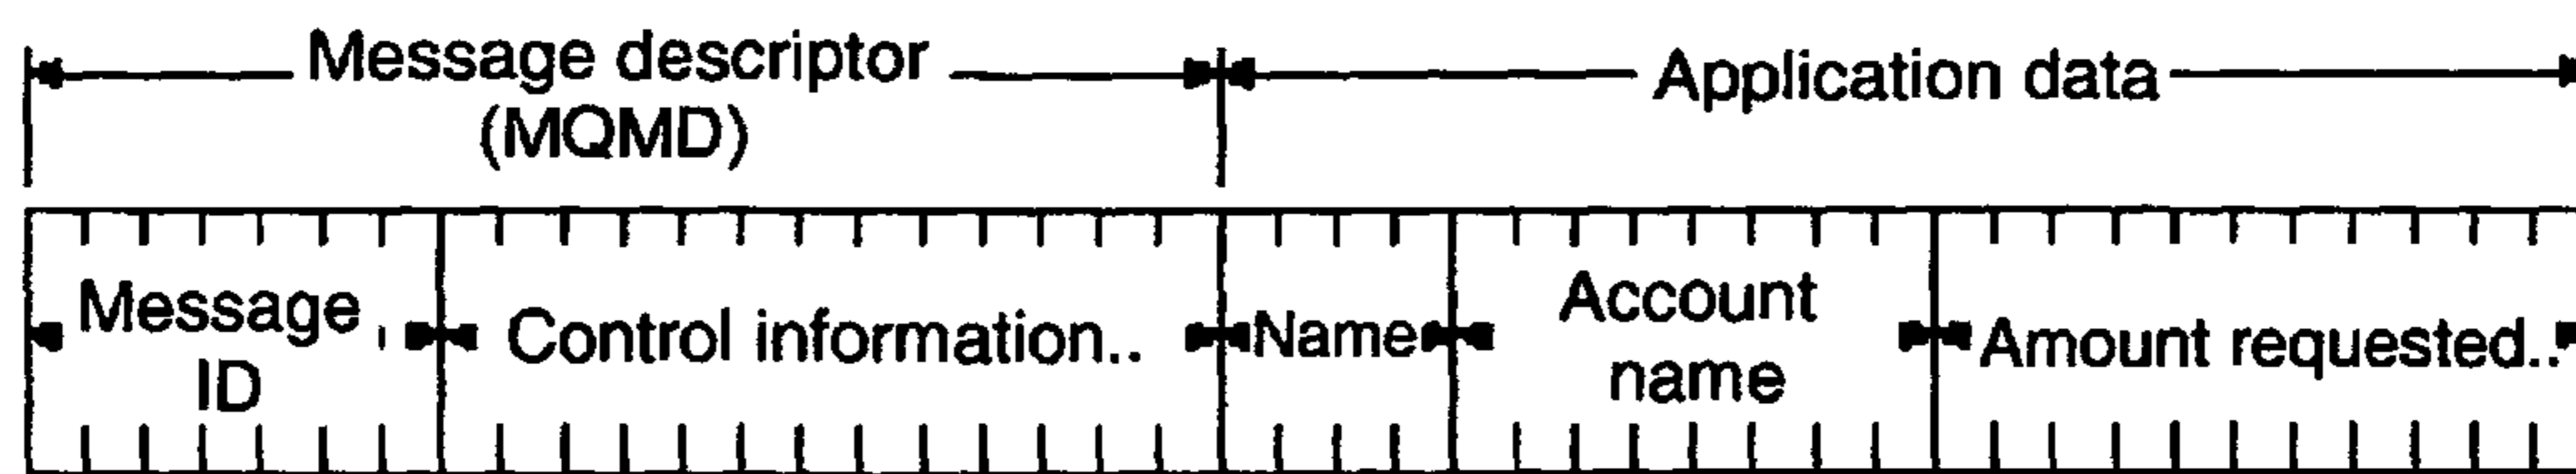 Message descriptor
(MQMD)
Application data
Message
ID
Control information..
Name
Account
name
Amount requested..